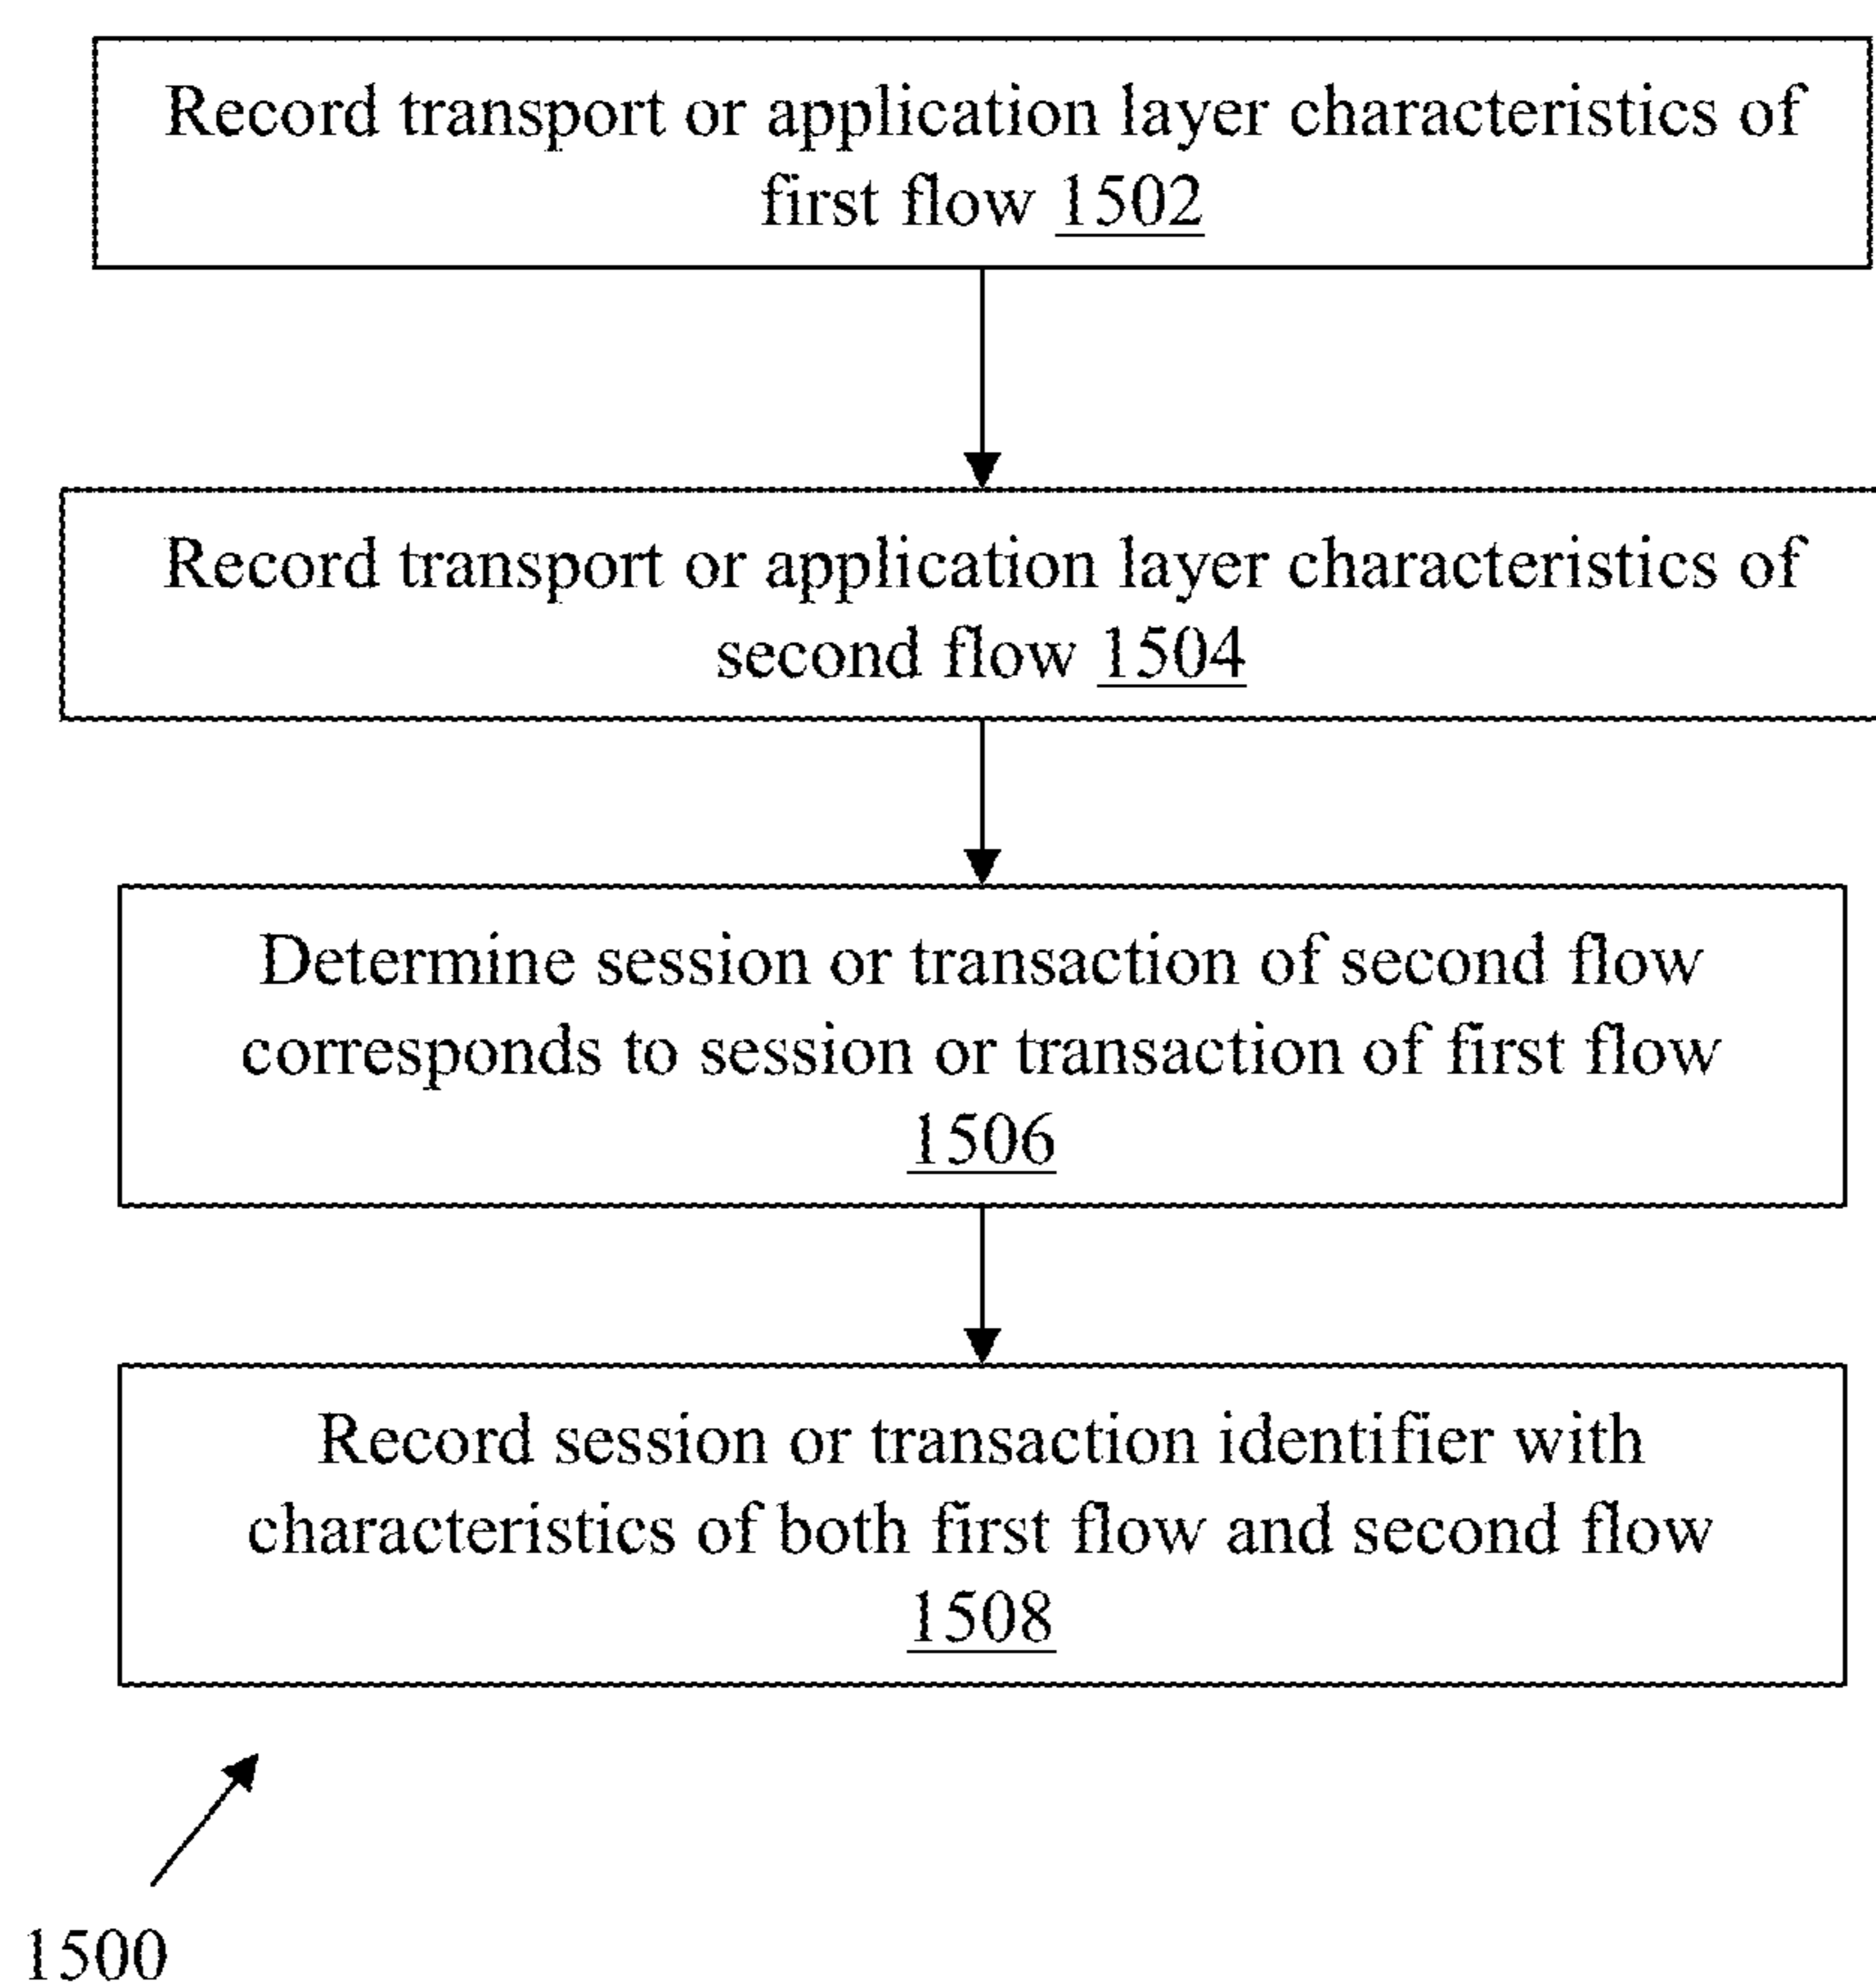 Record transport or application layer characteristics of
first flow 1502
Record transport or application layer characteristics of
second flow 1504
Determine session or transaction of second flow
corresponds to session or transaction of first flow
1506
Record session or transaction identifier with
characteristics of both first flow and second flow
1508
1500